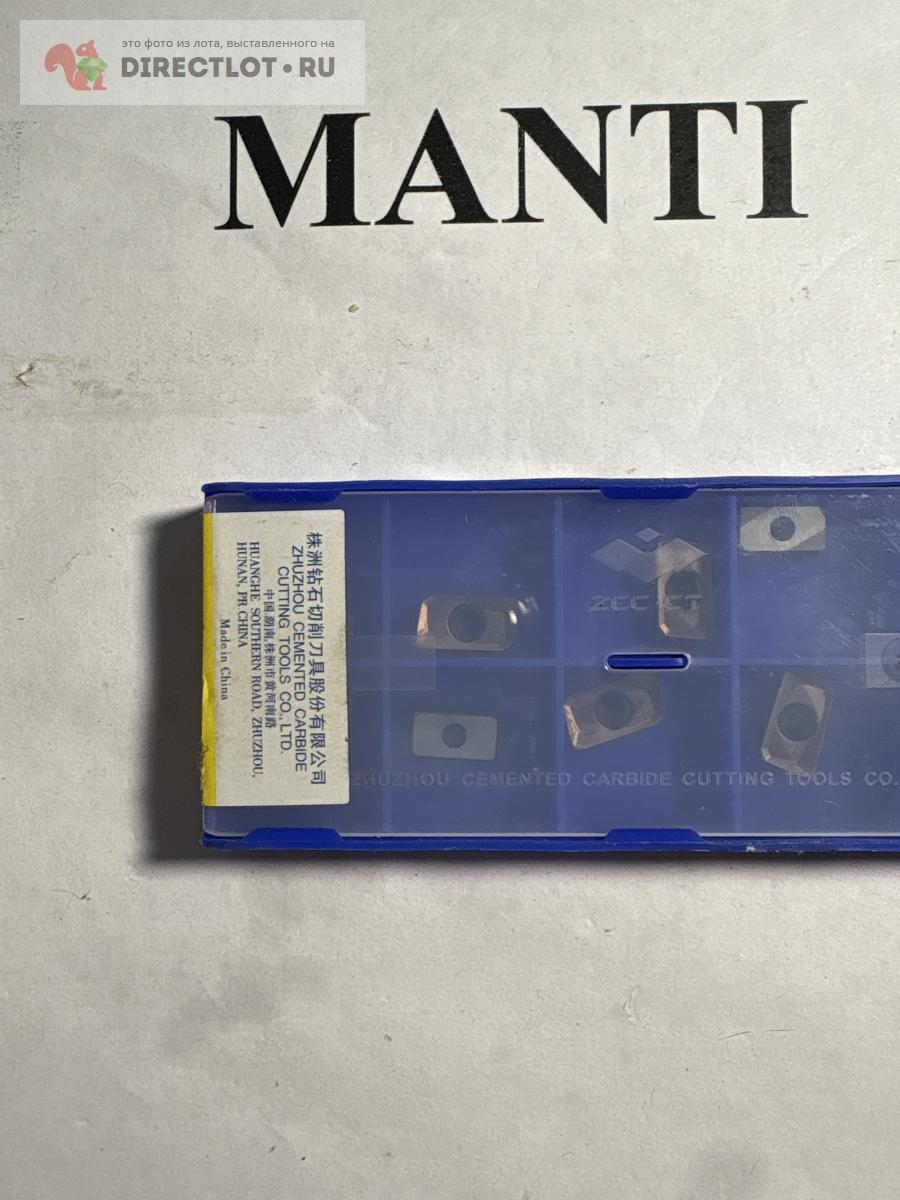 это фото из лота, выставленного на
DIRECTLOT•RU
MANTI
株洲钻石切削刀具股份有限公司
ZHUZHOU CEMENTED CARBIDE
CUTTING TOOLS CO., LTD.
中国.湖南.株洲市黄河南路
HUANGHE SOUTHERN ROAD, ZHUZHOU,
HUNAN, PR CHINA
Made in China
ZCC·CT
ZHUZHOU CEMENTED CARBIDE CUTTING TOOLS CO.